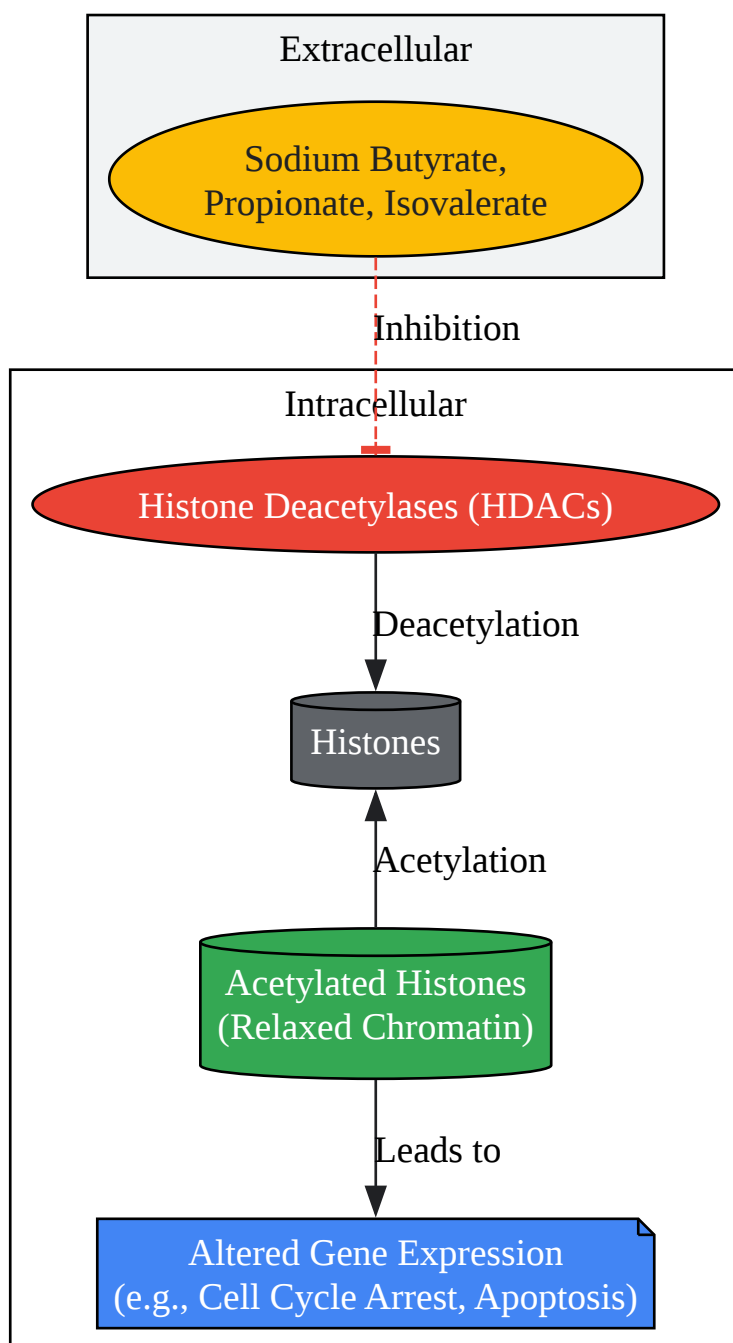 Extracellular
Sodium Butyrate,
Propionate, Isovalerate
Inhibition
Intracellular
Histone Deacetylases (HDACs)
Deacetylation
Histones
Acetylation
Acetylated Histones
(Relaxed Chromatin)
Leads to
Altered Gene Expression
(e.g., Cell Cycle Arrest, Apoptosis)